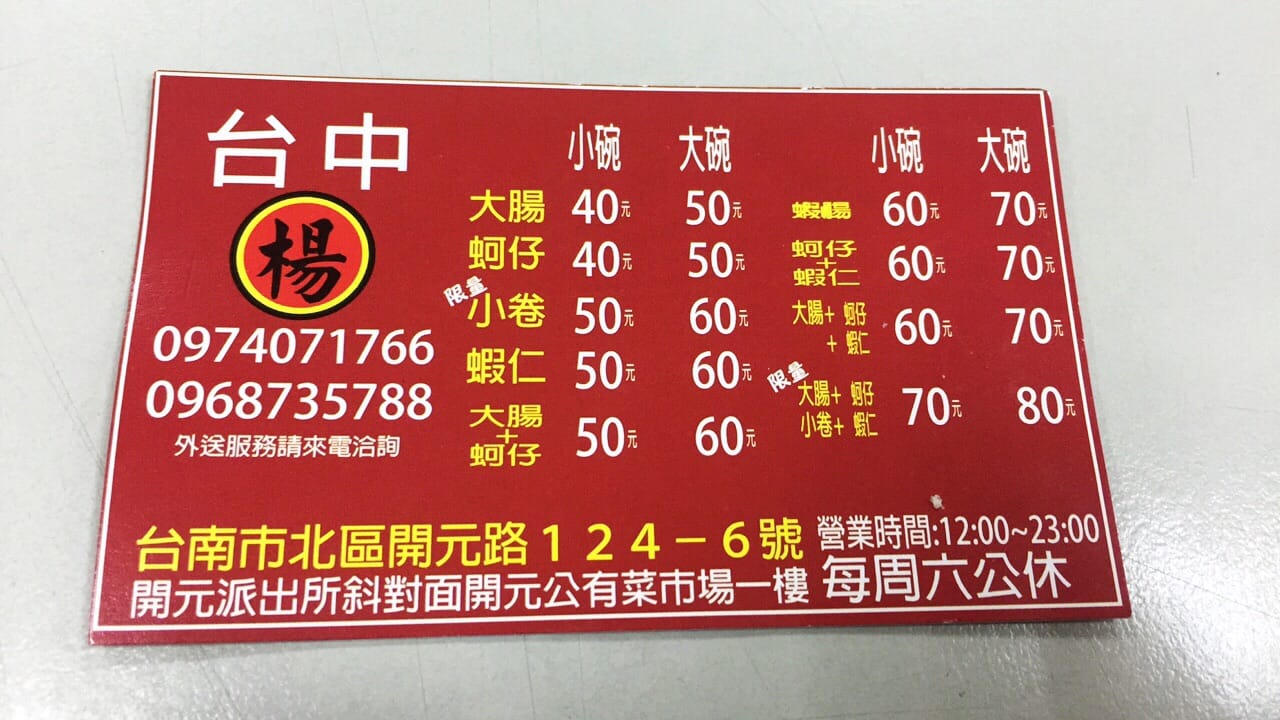 台中
楊
0974071766
0968735788
外送服務請來電洽詢
小碗 大碗
大腸 40元 50元
蚵仔 40元 50元
限量 小卷 50元 60元
蝦仁 50元 60元
大腸+蚵仔 50元 60元
小碗 大碗
60元 70元
蚵仔+蝦仁 60元 70元
大腸+蚵仔+蝦仁 60元 70元
限量 大腸+蚵仔 小卷+蝦仁 70元 80元
台南市北區開元路124-6號
開元派出所斜對面開元公有菜市場一樓
營業時間:12:00~23:00
每周六公休